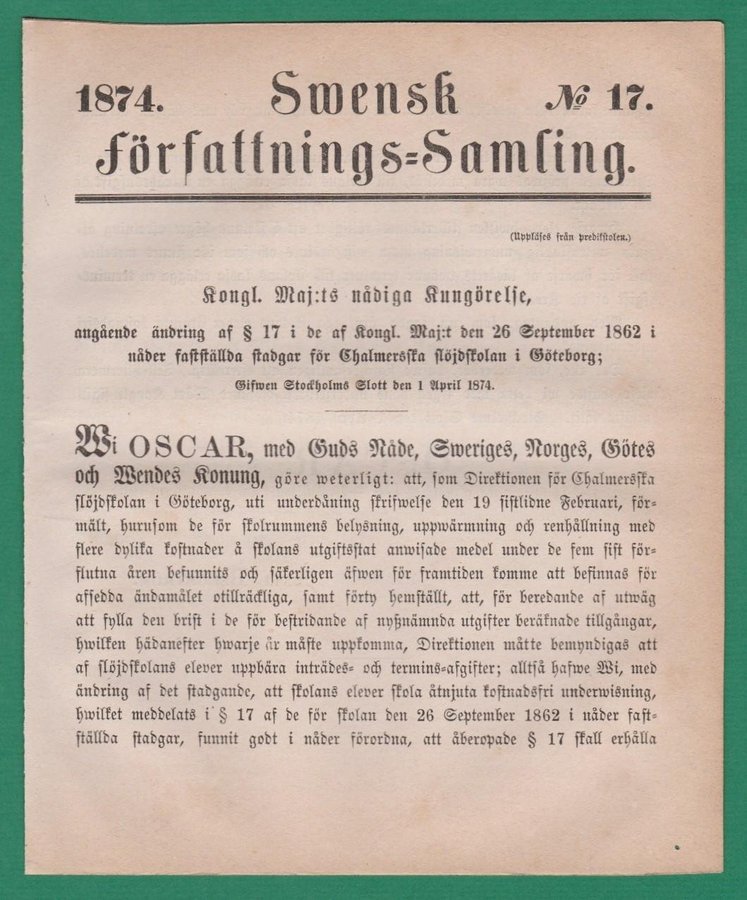 1874. Swensk № 17.
Författnings-Samling.
(Uppläses från predikstolen.)
Kongl. Maj:ts nådiga Kungörelse,
angående ändring af § 17 i de af Kongl. Maj:t den 26 September 1862 i
nåder fastställda stadgar för Chalmersska slöjdskolan i Göteborg;
Gifwen Stockholms Slott den 1 April 1874.
Wi OSCAR, med Guds Nåde, Sweriges, Norges, Götes
och Wendes Konung, göre weterligt: att, som Direktionen för Chalmersska
slöjdskolan i Göteborg, uti underdånig skrifwelse den 19 sistlidne Februari, för-
mält, hurusom de för skolrummens belysning, uppwärmning och renhållning med
flere dylika kostnader å skolans utgiftsstat anwisade medel under de fem sist för-
flutna åren befunnits och säkerligen äfwen för framtiden komme att befinnas för
afsedda ändamålet otillräckliga, samt förty hemställt, att, för beredande af utwäg
att fylla den brist i de för bestridande af nyßnämnda utgifter beräknade tillgångar,
hwilken hädanefter hwarje år måste uppkomma, Direktionen måtte bemyndigas att
af slöjdskolans elever uppbära inträdes- och termins-afgifter; alltså hafwe Wi, med
ändring af det stadgande, att skolans elever skola åtnjuta kostnadsfri underwisning,
hwilket meddelats i § 17 af de för skolan den 26 September 1862 i nåder fast-
ställda stadgar, funnit godt i nåder förordna, att åberopade § 17 skall erhålla